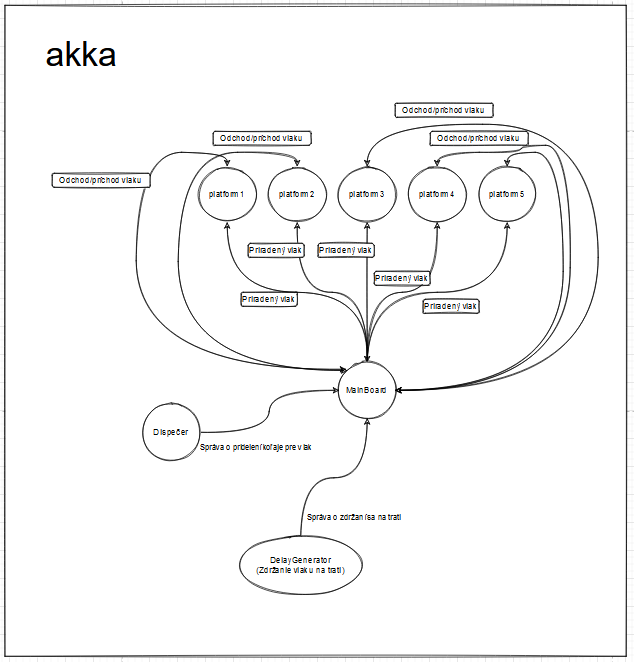 akka
Odchod/príchod vlaku
Odchod/príchod vlaku
Odchod/príchod vlaku
Odchod/príchod vlaku
platform 1
platform 2
platform 3
platform 4
platform 5
Priradený vlak
Priradený vlak
Priradený vlak
Priradený vlak
Priradený vlak
MainBoard
Dispečer
Správa o pridelení koľaje pre vlak
Správa o zdržaní sa na trati
DelayGenerator
(Zdržanie vlaku na trati)